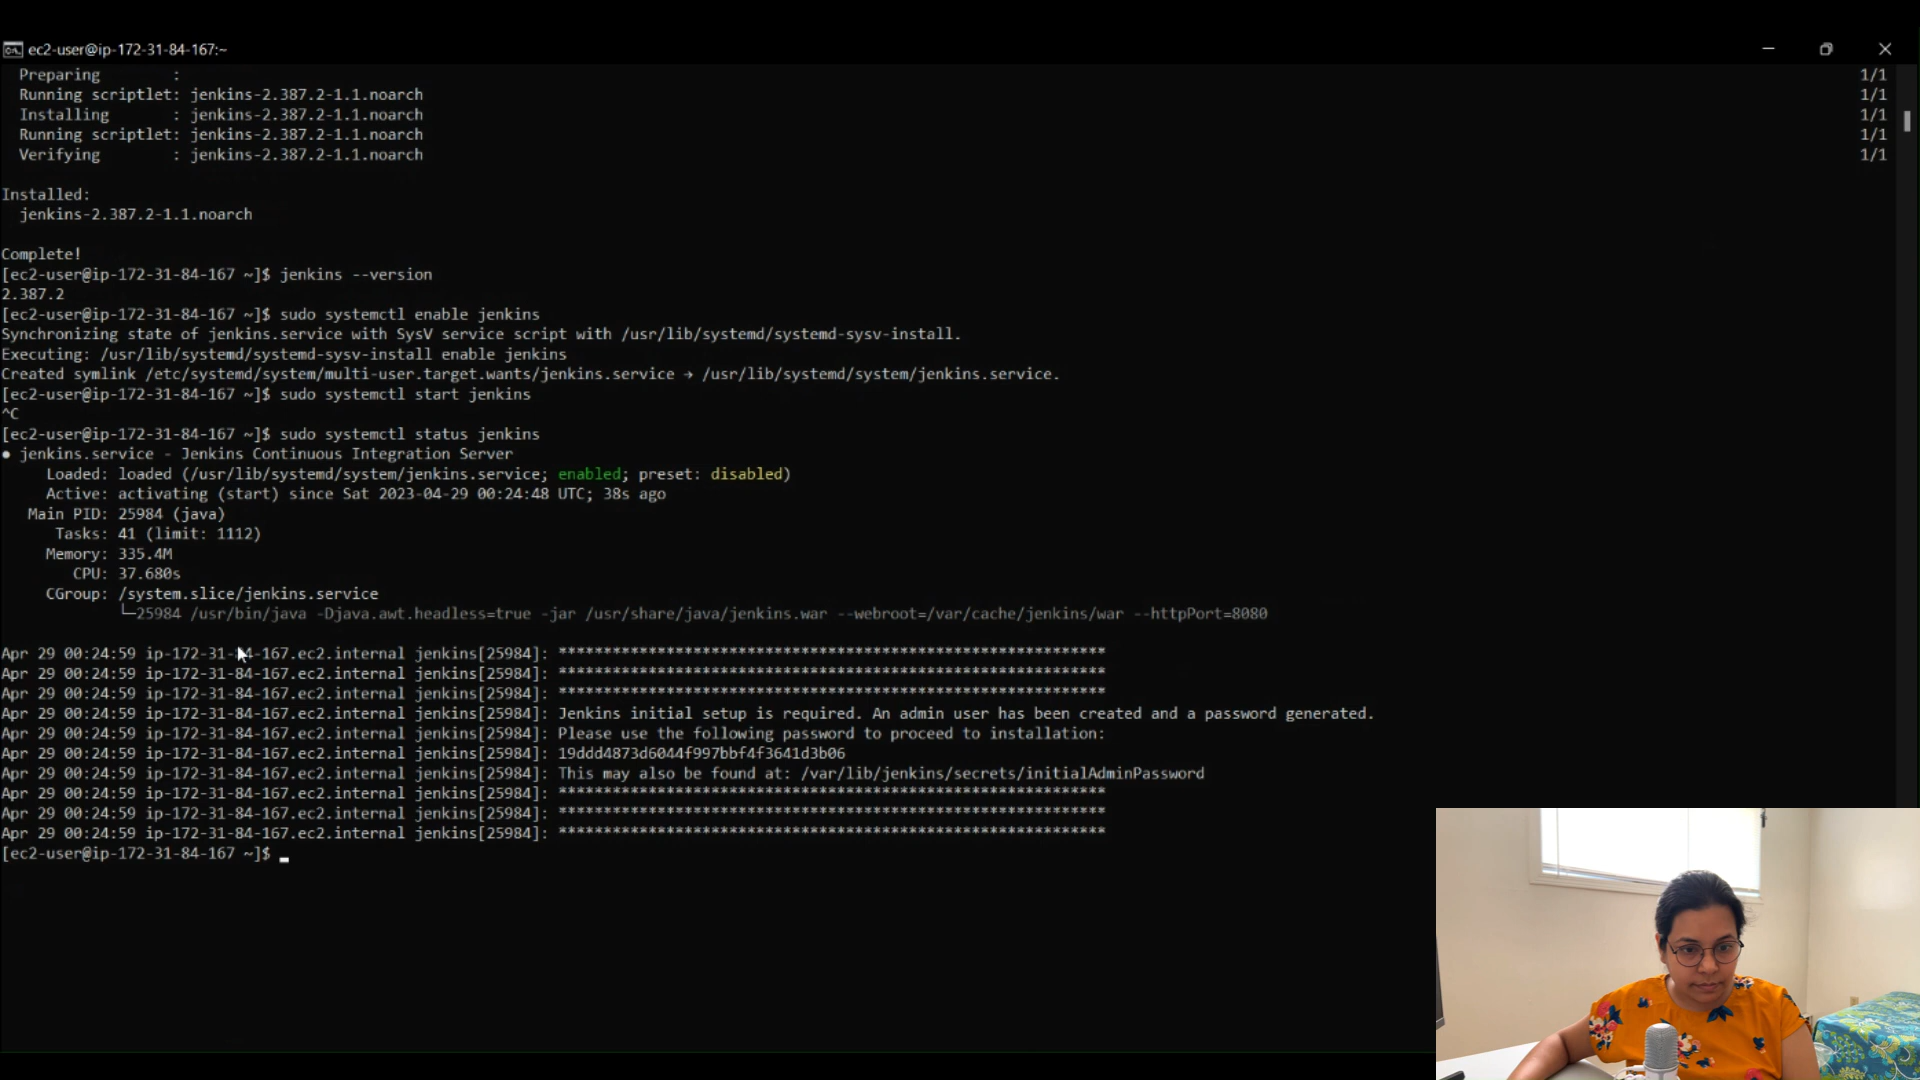 ec2-user@ip-172-31-84-167:~
Preparing        :                                                                 1/1
Running scriptlet: jenkins-2.387.2-1.1.noarch                                      1/1
Installing       : jenkins-2.387.2-1.1.noarch                                      1/1
Running scriptlet: jenkins-2.387.2-1.1.noarch                                      1/1
Verifying        : jenkins-2.387.2-1.1.noarch                                      1/1
Installed:
jenkins-2.387.2-1.1.noarch
Complete!
[ec2-user@ip-172-31-84-167 ~]$ jenkins --version
2.387.2
[ec2-user@ip-172-31-84-167 ~]$ sudo systemctl enable jenkins
Synchronizing state of jenkins.service with SysV service script with /usr/lib/systemd/systemd-sysv-install.
Executing: /usr/lib/systemd/systemd-sysv-install enable jenkins
Created symlink /etc/systemd/system/multi-user.target.wants/jenkins.service → /usr/lib/systemd/system/jenkins.service.
[ec2-user@ip-172-31-84-167 ~]$ sudo systemctl start jenkins
^C
[ec2-user@ip-172-31-84-167 ~]$ sudo systemctl status jenkins
● jenkins.service - Jenkins Continuous Integration Server
Loaded: loaded (/usr/lib/systemd/system/jenkins.service; enabled; preset: disabled)
Active: activating (start) since Sat 2023-04-29 00:24:48 UTC; 38s ago
Main PID: 25984 (java)
Tasks: 41 (limit: 1112)
Memory: 335.4M
CPU: 37.680s
CGroup: /system.slice/jenkins.service
└─25984 /usr/bin/java -Djava.awt.headless=true -jar /usr/share/java/jenkins.war --webroot=/var/cache/jenkins/war --httpPort=8080
Apr 29 00:24:59 ip-172-31-84-167.ec2.internal jenkins[25984]: *************************************************************
Apr 29 00:24:59 ip-172-31-84-167.ec2.internal jenkins[25984]: *************************************************************
Apr 29 00:24:59 ip-172-31-84-167.ec2.internal jenkins[25984]: *************************************************************
Apr 29 00:24:59 ip-172-31-84-167.ec2.internal jenkins[25984]: Jenkins initial setup is required. An admin user has been created and a password generated.
Apr 29 00:24:59 ip-172-31-84-167.ec2.internal jenkins[25984]: Please use the following password to proceed to installation:
Apr 29 00:24:59 ip-172-31-84-167.ec2.internal jenkins[25984]: 19ddd4873d6044f997bbf4f3641d3b06
Apr 29 00:24:59 ip-172-31-84-167.ec2.internal jenkins[25984]: This may also be found at: /var/lib/jenkins/secrets/initialAdminPassword
Apr 29 00:24:59 ip-172-31-84-167.ec2.internal jenkins[25984]: *************************************************************
Apr 29 00:24:59 ip-172-31-84-167.ec2.internal jenkins[25984]: *************************************************************
Apr 29 00:24:59 ip-172-31-84-167.ec2.internal jenkins[25984]: *************************************************************
[ec2-user@ip-172-31-84-167 ~]$